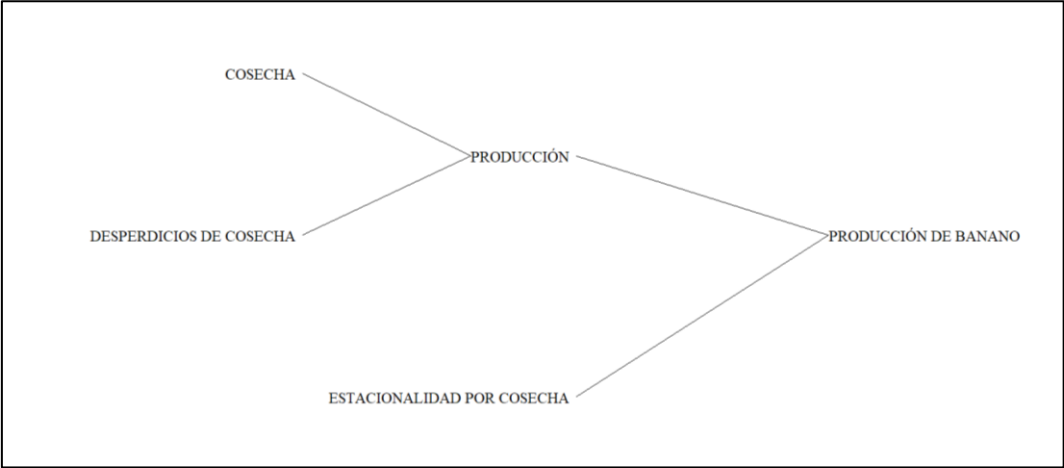 COSECHA
PRODUCCIÓN
DESPERDICIOS DE COSECHA
PRODUCCIÓN DE BANANO
ESTACIONALIDAD POR COSECHA